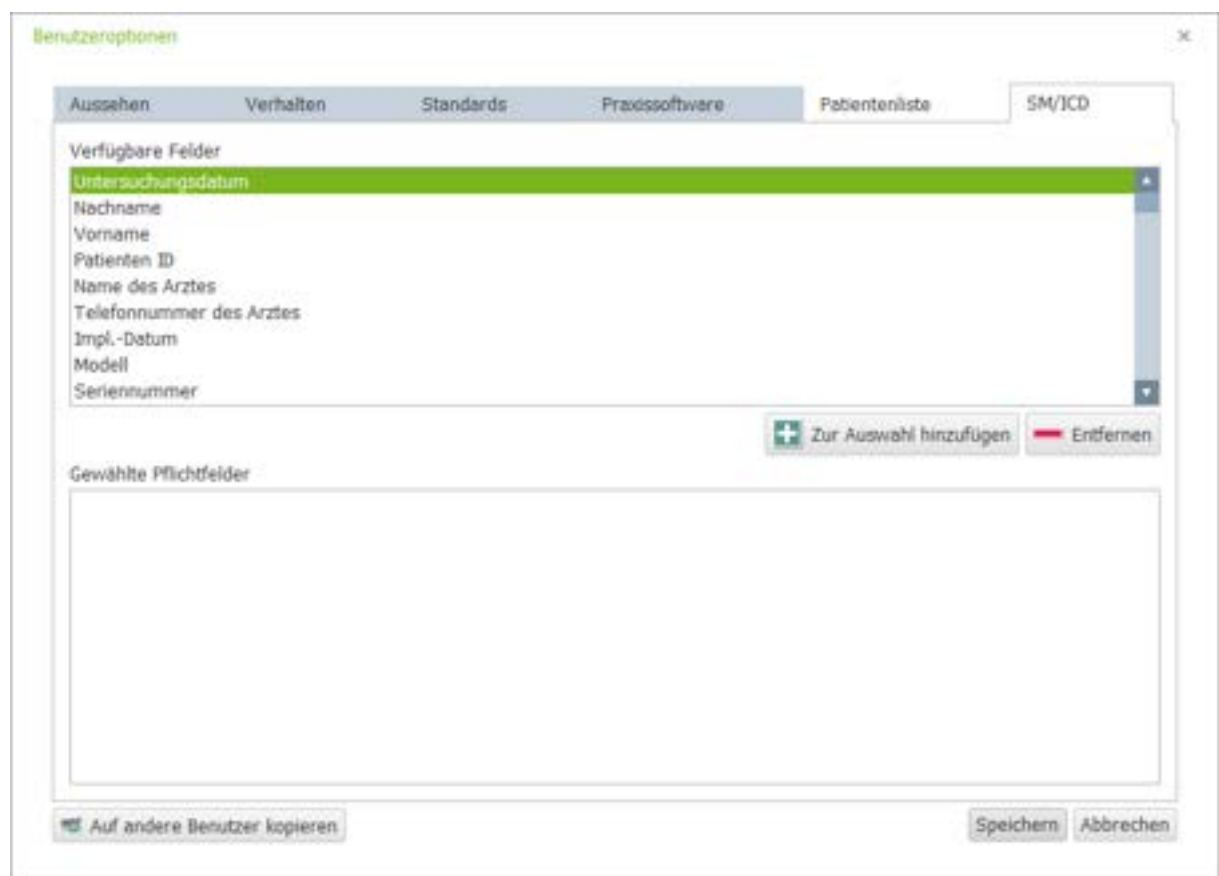 Benutzeroptionen
Aussehen Verhalten Standards Praxissoftware Patientenliste SM/ICD
Verfügbare Felder
Untersuchungsdatum
Nachname
Vorname
Patienten ID
Name des Arztes
Telefonnummer des Arztes
Impl.-Datum
Modell
Seriennummer
Zur Auswahl hinzufügen Entfernen
Gewählte Pflichtfelder
Auf andere Benutzer kopieren Speichern Abbrechen